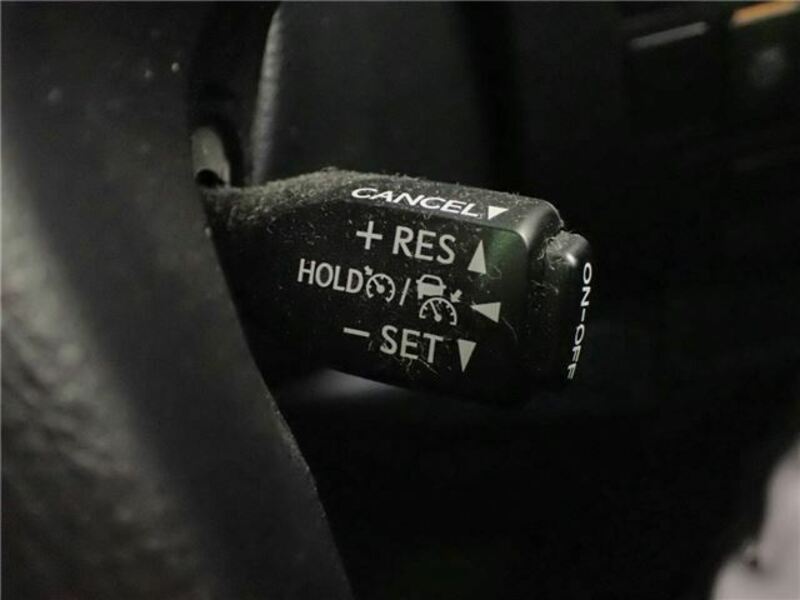 CANCEL
+ RES
HOLD /
− SET
ON-OFF